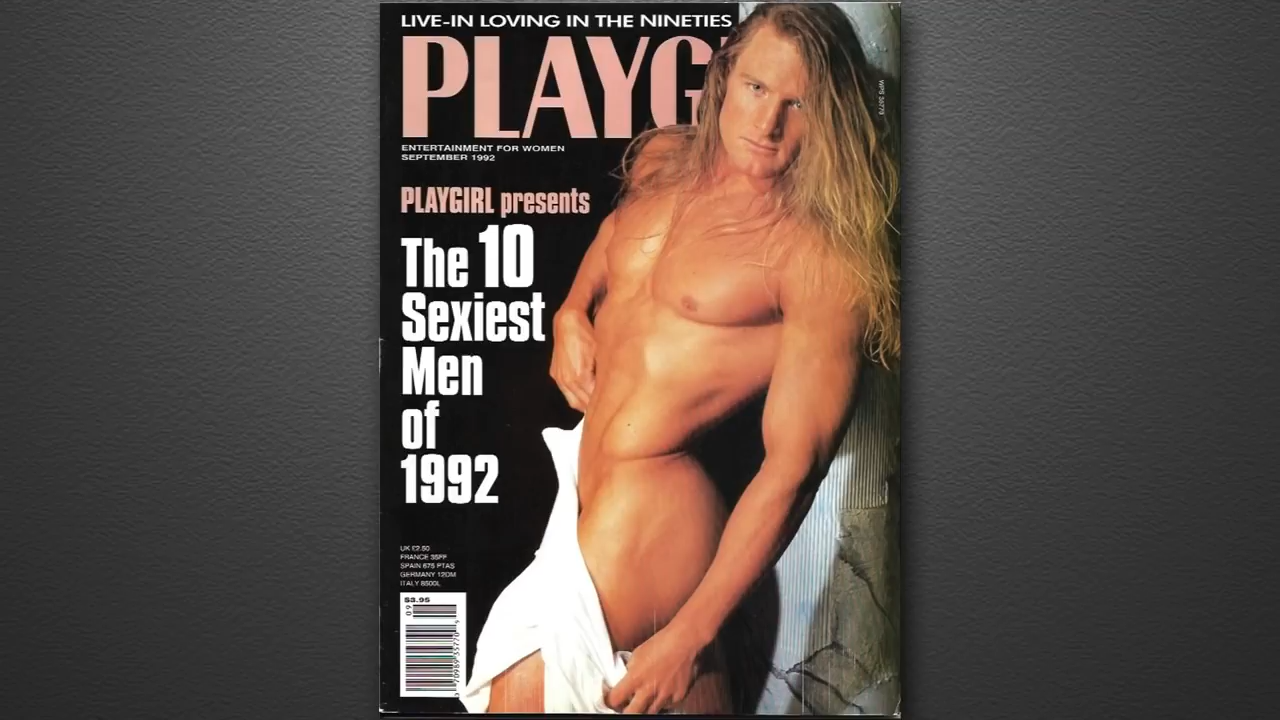 LIVE-IN LOVING IN THE NINETIES
PLAYG
ENTERTAINMENT FOR WOMEN
SEPTEMBER 1992
PLAYGIRL presents
The 10
Sexiest
Men
of
1992
UK £2.50
FRANCE 35FF
SPAIN 675 PTAS
GERMANY 12DM
ITALY 8500L
$3.95
09